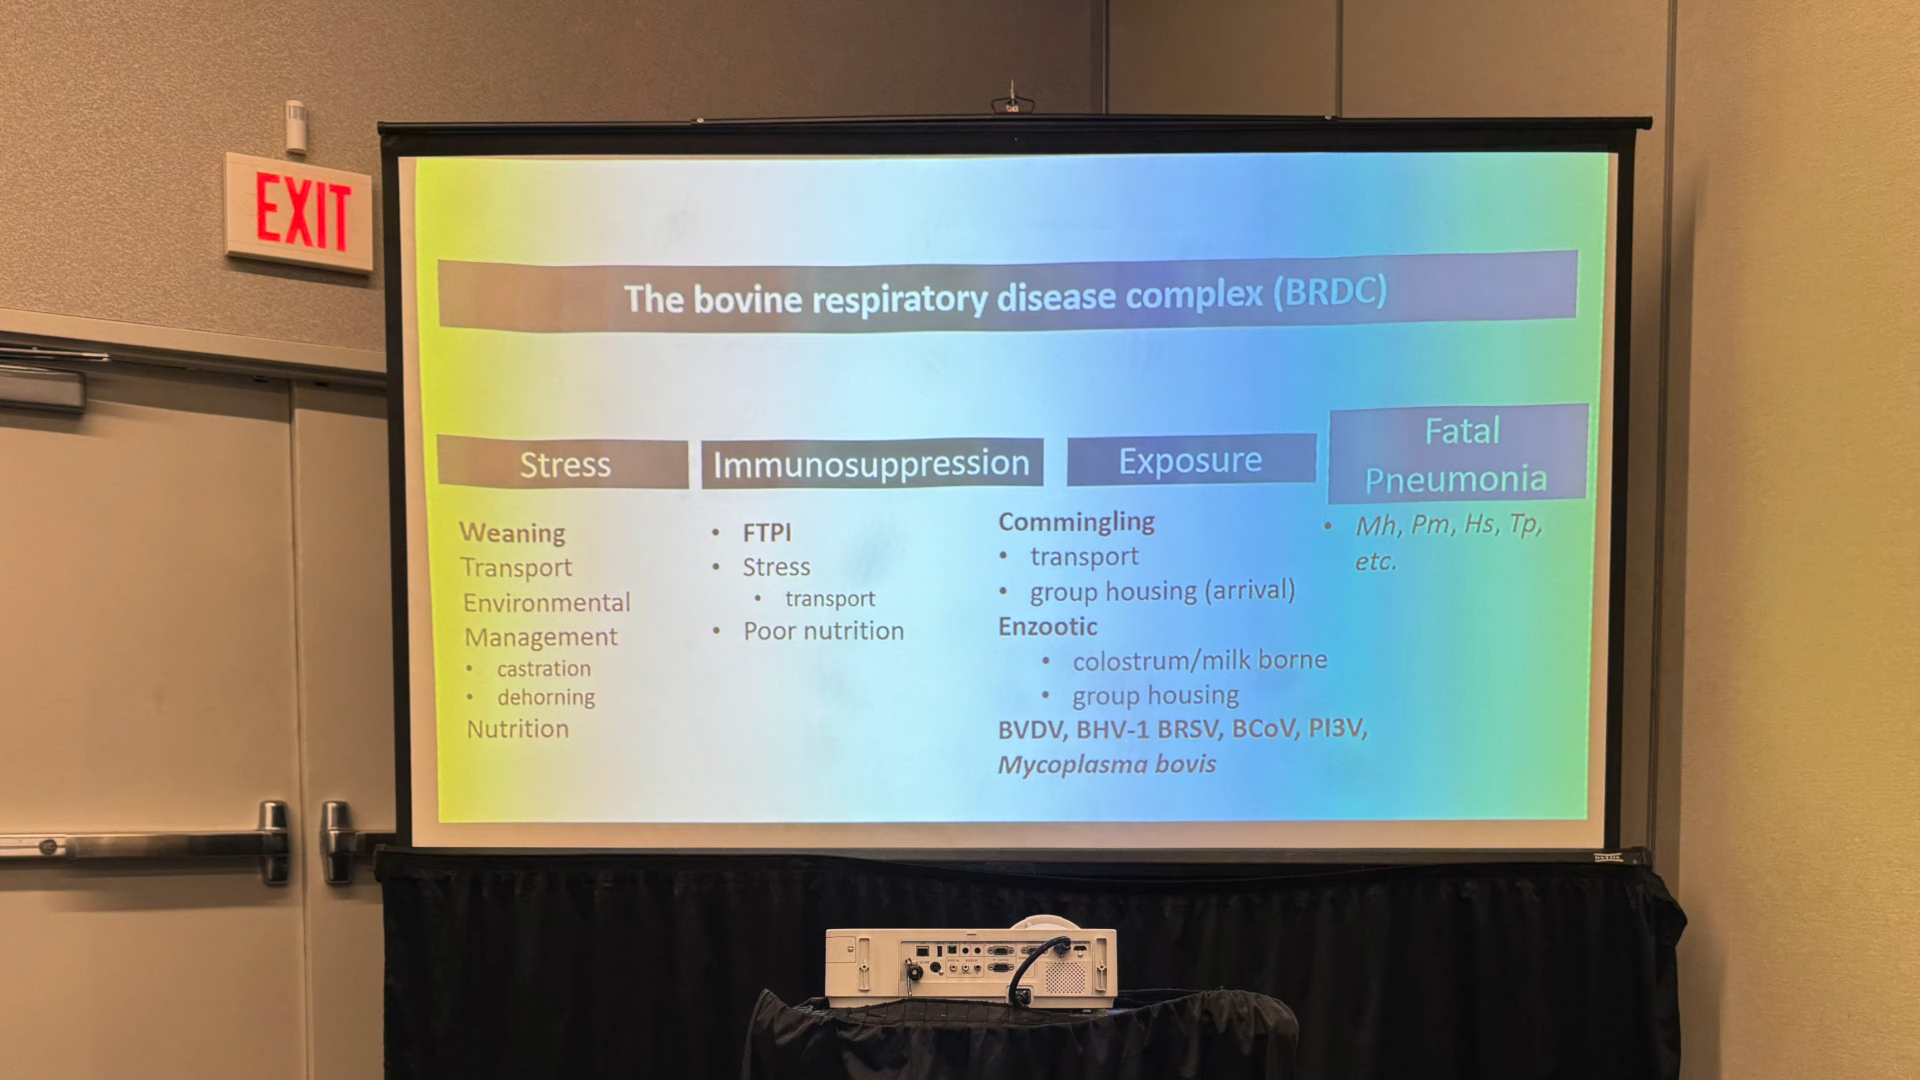 EXIT
The bovine respiratory disease complex (BRDC)
Stress
Weaning
Transport
Environmental
Management
• castration
• dehorning
Nutrition
Immunosuppression
• FTPI
• Stress
• transport
• Poor nutrition
Exposure
Commingling
• transport
• group housing (arrival)
Enzootic
• colostrum/milk borne
• group housing
BVDV, BHV-1 BRSV, BCoV, PI3V,
Mycoplasma bovis
Fatal
Pneumonia
• Mh, Pm, Hs, Tp,
etc.